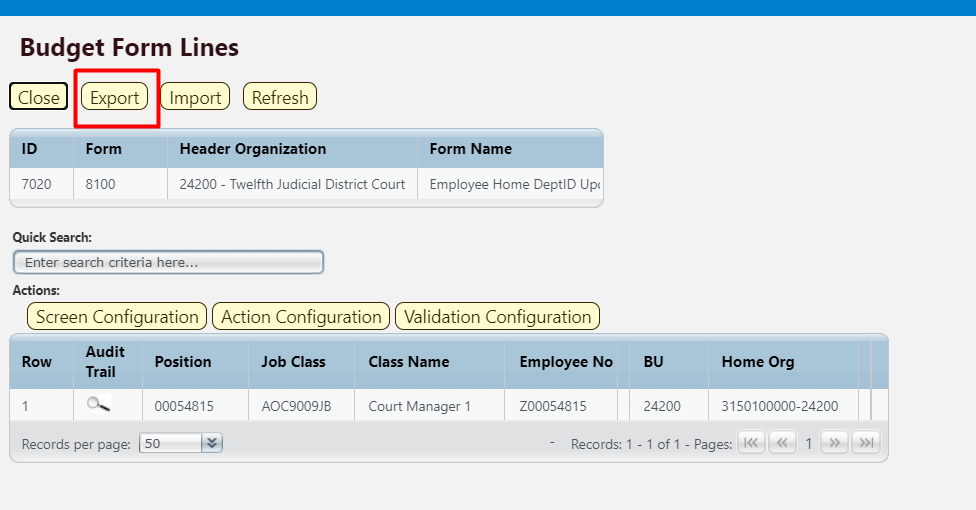 Budget Form Lines
Close Export Import Refresh
ID Form Header Organization Form Name
7020 8100 24200 - Twelfth Judicial District Court Employee Home DeptID Upd
Quick Search:
Enter search criteria here...
Actions:
Screen Configuration Action Configuration Validation Configuration
Row Audit Trail Position Job Class Class Name Employee No BU Home Org
1 00054815 AOC9009JB Court Manager 1 Z00054815 24200 3150100000-24200
Records per page: 50 - Records: 1 - 1 of 1 - Pages: 1